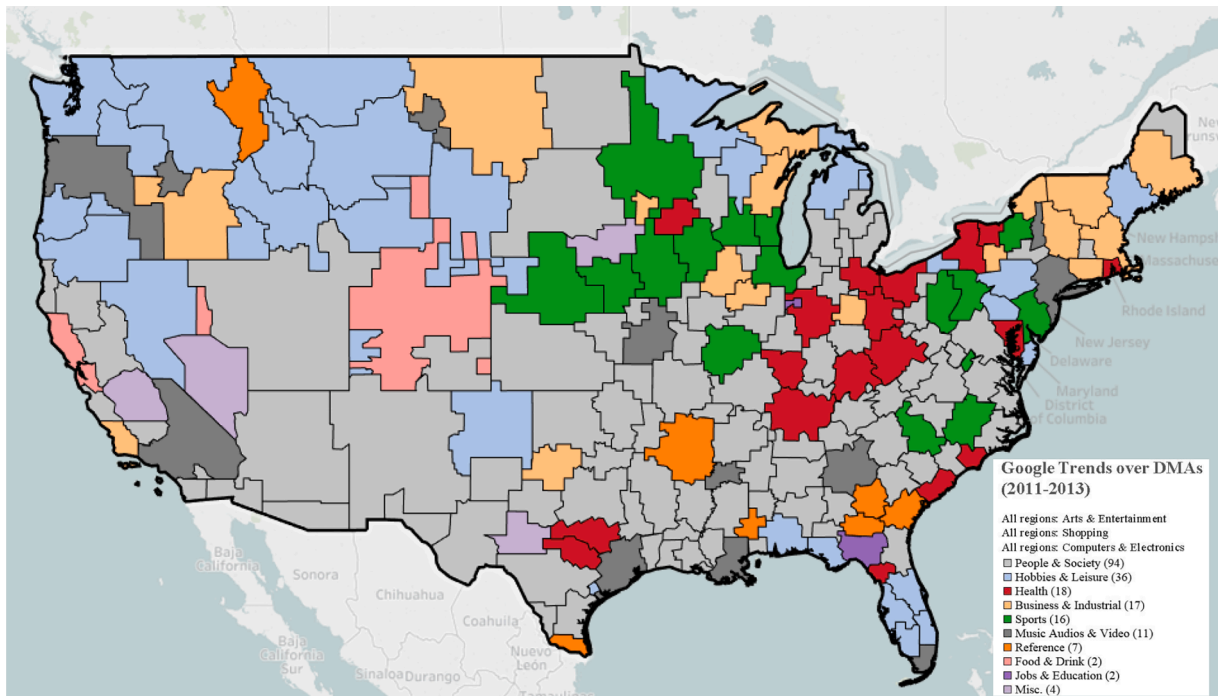 New
runsw
New Hampsh
Massachuse
Rhode Island
New Jersey
Delaware
Maryland
District
of Columbia
Baja
California
Sonora
Chihuahua
Coahuila
Baja
California
Sur
Nuevo
León
Sinaloa
Durango
Tamaulipas
Google Trends over DMAs
(2011-2013)
All regions: Arts & Entertainment
All regions: Shopping
All regions: Computers & Electronics
People & Society (94)
Hobbies & Leisure (36)
Health (18)
Business & Industrial (17)
Sports (16)
Music Audios & Video (11)
Reference (7)
Food & Drink (2)
Jobs & Education (2)
Misc. (4)